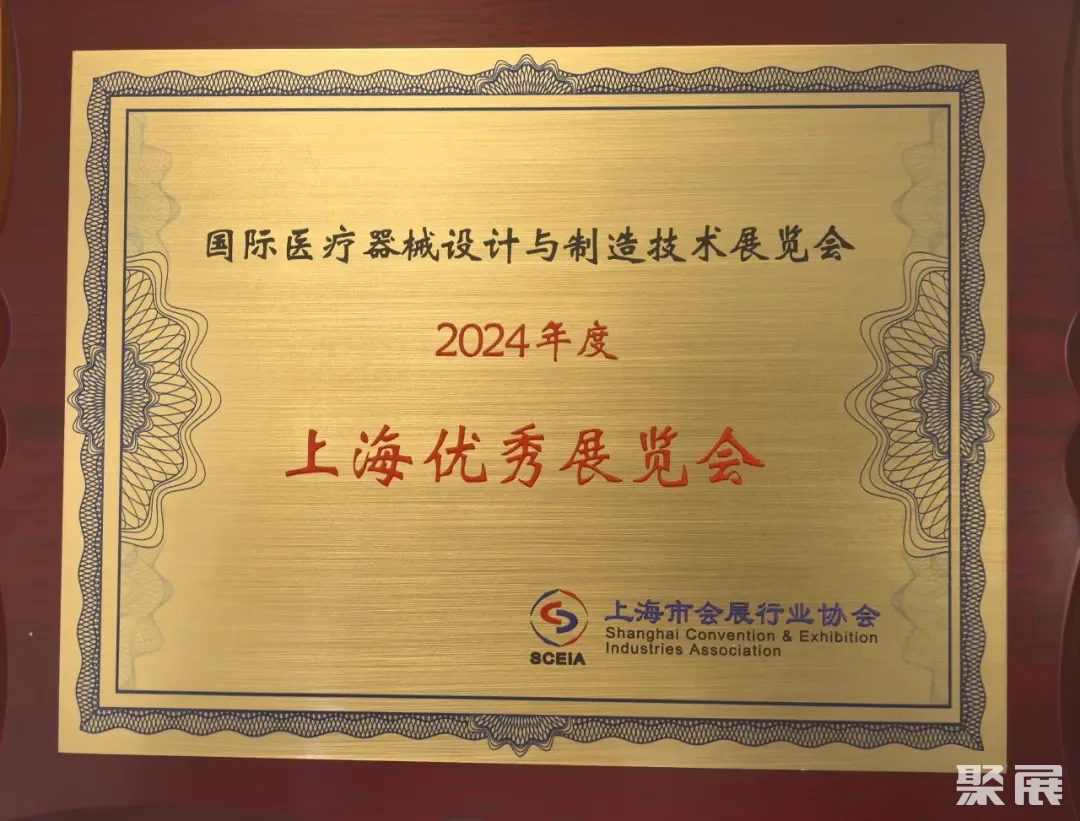 国际医疗器械设计与制造技术展览会
2024年度
上海优秀展览会
上海市会展行业协会
Shanghai Convention & Exhibition
Industries Association
SCEIA
聚展